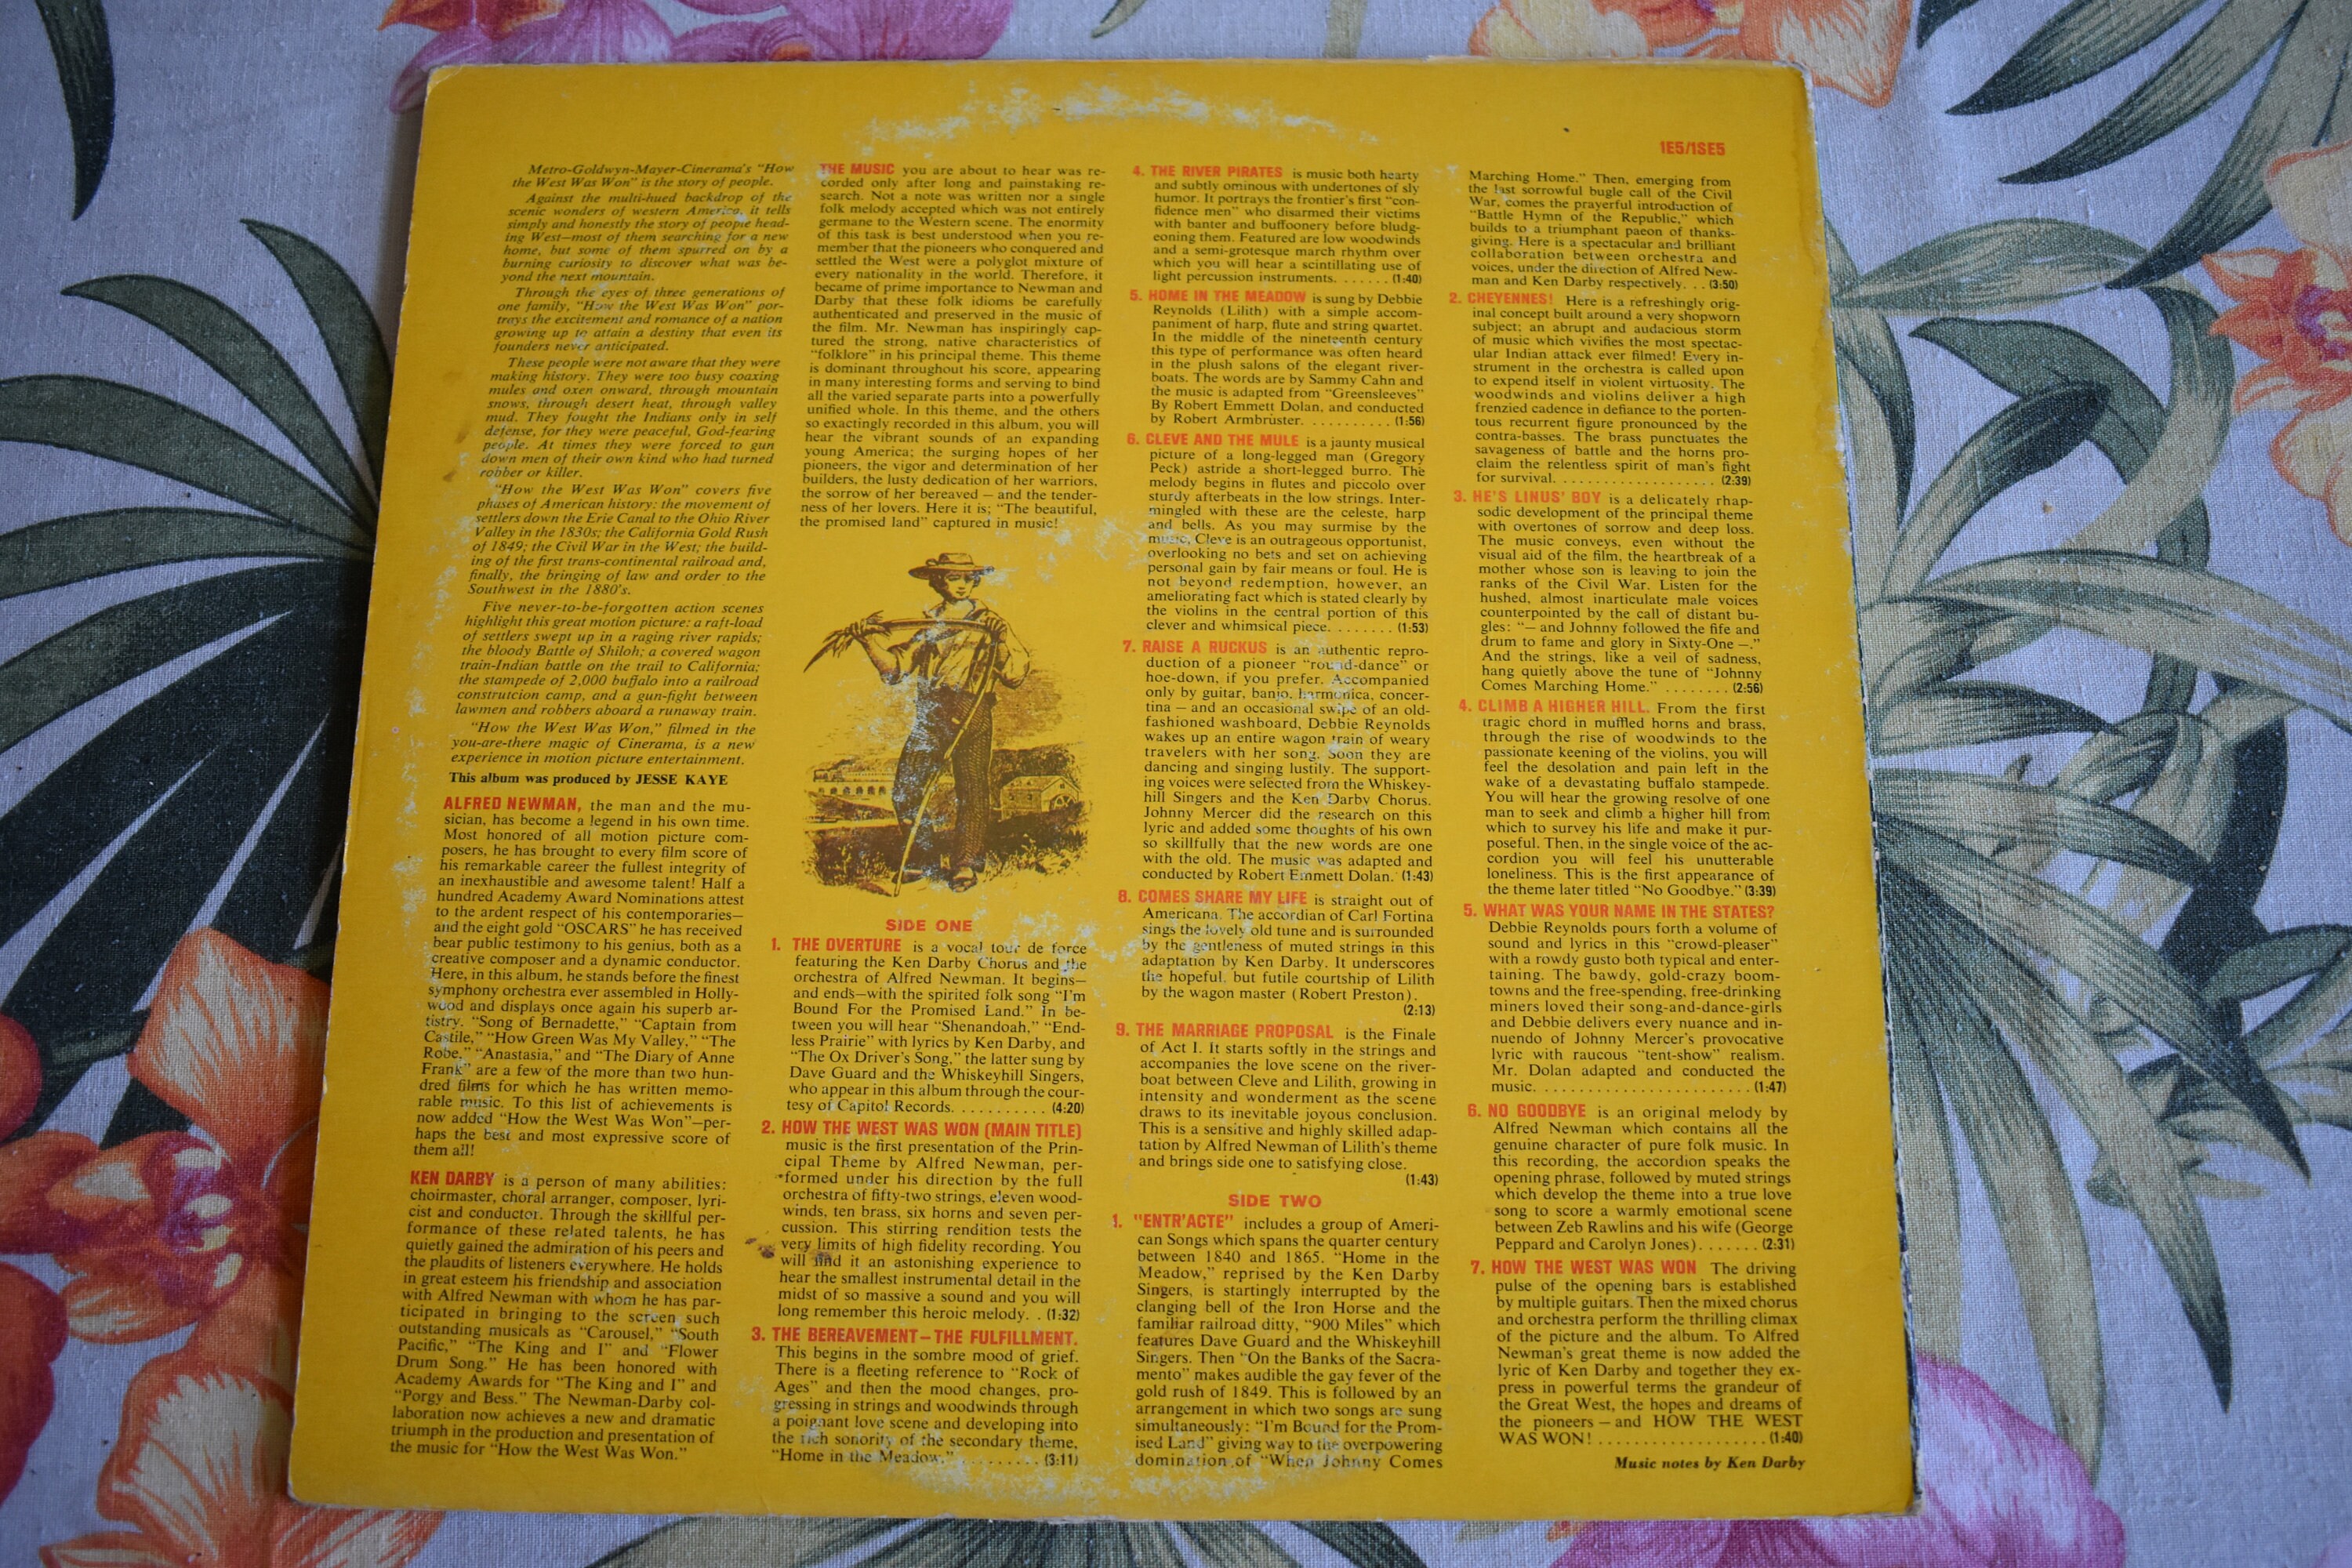 1E5/1SE5
Metro-Goldwyn-Mayer-Cinerama's "How
the West Was Won" is the story of people.
Against the multi-hued backdrop of the
scenic wonders of western America, it tells
simply and honestly the story of people head-
ing West—most of them searching for a new
home, but some of them spurred on by a
burning curiosity to discover what was be-
yond the next mountain.
Through the eyes of three generations of
one family, "How the West Was Won" por-
trays the excitement and romance of a nation
growing up to attain a destiny that even its
founders never anticipated.
These people were not aware that they were
making history. They were too busy coaxing
mules and oxen onward, through mountain
snows, through desert heat, through valley
mud. They fought the Indians only in self
defense, for they were peaceful, God-fearing
people. At times they were forced to gun
down men of their own kind who had turned
robber or killer.
"How the West Was Won" covers five
phases of American history: the movement of
settlers down the Erie Canal to the Ohio River
Valley in the 1830s; the California Gold Rush
of 1849; the Civil War in the West; the build-
ing of the first trans-continental railroad and,
finally, the bringing of law and order to the
Southwest in the 1880's.
Five never-to-be-forgotten action scenes
highlight this great motion picture: a raft-load
of settlers swept up in a raging river rapids;
the bloody Battle of Shiloh; a covered wagon
train-Indian battle on the trail to California;
the stampede of 2,000 buffalo into a railroad
construtcion camp, and a gun-fight between
lawmen and robbers aboard a runaway train.
"How the West Was Won," filmed in the
you-are-there magic of Cinerama, is a new
experience in motion picture entertainment.
This album was produced by JESSE KAYE
ALFRED NEWMAN, the man and the mu-
sician, has become a legend in his own time.
Most honored of all motion picture com-
posers, he has brought to every film score of
his remarkable career the fullest integrity of
an inexhaustible and awesome talent! Half a
hundred Academy Award Nominations attest
to the ardent respect of his contemporaries—
and the eight gold "OSCARS" he has received
bear public testimony to his genius, both as a
creative composer and a dynamic conductor.
Here, in this album, he stands before the finest
symphony orchestra ever assembled in Holly-
wood and displays once again his superb ar-
tistry. "Song of Bernadette," "Captain from
Castile," "How Green Was My Valley," "The
Robe," "Anastasia," and "The Diary of Anne
Frank" are a few of the more than two hun-
dred films for which he has written memo-
rable music. To this list of achievements is
now added "How the West Was Won"—per-
haps the best and most expressive score of
them all!
KEN DARBY is a person of many abilities:
choirmaster, choral arranger, composer, lyri-
cist and conductor. Through the skillful per-
formance of these related talents, he has
quietly gained the admiration of his peers and
the plaudits of listeners everywhere. He holds
in great esteem his friendship and association
with Alfred Newman with whom he has par-
ticipated in bringing to the screen such
outstanding musicals as "Carousel," "South
Pacific," "The King and I" and "Flower
Drum Song." He has been honored with
Academy Awards for "The King and I" and
"Porgy and Bess." The Newman-Darby col-
laboration now achieves a new and dramatic
triumph in the production and presentation of
the music for "How the West Was Won."
THE MUSIC you are about to hear was re-
corded only after long and painstaking re-
search. Not a note was written nor a single
folk melody accepted which was not entirely
germane to the Western scene. The enormity
of this task is best understood when you re-
member that the pioneers who conquered and
settled the West were a polyglot mixture of
every nationality in the world. Therefore, it
became of prime importance to Newman and
Darby that these folk idioms be carefully
authenticated and preserved in the music of
the film. Mr. Newman has inspiringly cap-
tured the strong, native characteristics of
"folklore" in his principal theme. This theme
is dominant throughout his score, appearing
in many interesting forms and serving to bind
all the varied separate parts into a powerfully
unified whole. In this theme, and the others
so exactingly recorded in this album, you will
hear the vibrant sounds of an expanding
young America; the surging hopes of her
pioneers, the vigor and determination of her
builders, the lusty dedication of her warriors,
the sorrow of her bereaved — and the tender-
ness of her lovers. Here it is; "The beautiful,
the promised land" captured in music!
SIDE ONE
1. THE OVERTURE is a vocal tour de force
featuring the Ken Darby Chorus and the
orchestra of Alfred Newman. It begins—
and ends—with the spirited folk song "I'm
Bound For the Promised Land." In be-
tween you will hear "Shenandoah," "End-
less Prairie" with lyrics by Ken Darby, and
"The Ox Driver's Song," the latter sung by
Dave Guard and the Whiskeyhill Singers,
who appear in this album through the cour-
tesy of Capitol Records. . . . . . . . . . . (4:20)
2. HOW THE WEST WAS WON (MAIN TITLE)
music is the first presentation of the Prin-
cipal Theme by Alfred Newman, per-
formed under his direction by the full
orchestra of fifty-two strings, eleven wood-
winds, ten brass, six horns and seven per-
cussion. This stirring rendition tests the
very limits of high fidelity recording. You
will find it an astonishing experience to
hear the smallest instrumental detail in the
midst of so massive a sound and you will
long remember this heroic melody. . (1:32)
3. THE BEREAVEMENT—THE FULFILLMENT.
This begins in the sombre mood of grief.
There is a fleeting reference to "Rock of
Ages" and then the mood changes, pro-
gressing in strings and woodwinds through
a poignant love scene and developing into
the rich sonority of the secondary theme,
"Home in the Meadow." . . . . . . . . . (3:11)
4. THE RIVER PIRATES is music both hearty
and subtly ominous with undertones of sly
humor. It portrays the frontier's first "con-
fidence men" who disarmed their victims
with banter and buffoonery before bludg-
eoning them. Featured are low woodwinds
and a semi-grotesque march rhythm over
which you will hear a scintillating use of
light percussion instruments. . . . . . . (1:40)
5. HOME IN THE MEADOW is sung by Debbie
Reynolds (Lilith) with a simple accom-
paniment of harp, flute and string quartet.
In the middle of the nineteenth century
this type of performance was often heard
in the plush salons of the elegant river-
boats. The words are by Sammy Cahn and
the music is adapted from "Greensleeves"
By Robert Emmett Dolan, and conducted
by Robert Armbruster. . . . . . . . . . . (1:56)
6. CLEVE AND THE MULE is a jaunty musical
picture of a long-legged man (Gregory
Peck) astride a short-legged burro. The
melody begins in flutes and piccolo over
sturdy afterbeats in the low strings. Inter-
mingled with these are the celeste, harp
and bells. As you may surmise by the
music, Cleve is an outrageous opportunist,
overlooking no bets and set on achieving
personal gain by fair means or foul. He is
not beyond redemption, however, an
ameliorating fact which is stated clearly by
the violins in the central portion of this
clever and whimsical piece. . . . . . . . (1:53)
7. RAISE A RUCKUS is an authentic repro-
duction of a pioneer "round-dance" or
hoe-down, if you prefer. Accompanied
only by guitar, banjo, harmonica, concer-
tina — and an occasional swipe of an old-
fashioned washboard, Debbie Reynolds
wakes up an entire wagon train of weary
travelers with her song. Soon they are
dancing and singing lustily. The support-
ing voices were selected from the Whiskey-
hill Singers and the Ken Darby Chorus.
Johnny Mercer did the research on this
lyric and added some thoughts of his own
so skillfully that the new words are one
with the old. The music was adapted and
conducted by Robert Emmett Dolan. (1:43)
8. COMES SHARE MY LIFE is straight out of
Americana. The accordian of Carl Fortina
sings the lovely old tune and is surrounded
by the gentleness of muted strings in this
adaptation by Ken Darby. It underscores
the hopeful, but futile courtship of Lilith
by the wagon master (Robert Preston).
(2:13)
9. THE MARRIAGE PROPOSAL is the Finale
of Act I. It starts softly in the strings and
accompanies the love scene on the river-
boat between Cleve and Lilith, growing in
intensity and wonderment as the scene
draws to its inevitable joyous conclusion.
This is a sensitive and highly skilled adap-
tation by Alfred Newman of Lilith's theme
and brings side one to satisfying close.
(1:43)
SIDE TWO
1. "ENTR'ACTE" includes a group of Ameri-
can Songs which spans the quarter century
between 1840 and 1865. "Home in the
Meadow," reprised by the Ken Darby
Singers, is startingly interrupted by the
clanging bell of the Iron Horse and the
familiar railroad ditty, "900 Miles" which
features Dave Guard and the Whiskeyhill
Singers. Then "On the Banks of the Sacra-
mento" makes audible the gay fever of the
gold rush of 1849. This is followed by an
arrangement in which two songs are sung
simultaneously: "I'm Bound for the Prom-
ised Land" giving way to the overpowering
domination of "When Johnny Comes
Marching Home." Then, emerging from
the last sorrowful bugle call of the Civil
War, comes the prayerful introduction of
"Battle Hymn of the Republic," which
builds to a triumphant paeon of thanks-
giving. Here is a spectacular and brilliant
collaboration between orchestra and
voices, under the direction of Alfred New-
man and Ken Darby respectively. . . (3:50)
2. CHEYENNES! Here is a refreshingly orig-
inal concept built around a very shopworn
subject; an abrupt and audacious storm
of music which vivifies the most spectac-
ular Indian attack ever filmed! Every in-
strument in the orchestra is called upon
to expend itself in violent virtuosity. The
woodwinds and violins deliver a high
frenzied cadence in defiance to the porten-
tous recurrent figure pronounced by the
contra-basses. The brass punctuates the
savageness of battle and the horns pro-
claim the relentless spirit of man's fight
for survival. . . . . . . . . . . . . . . . . . (2:39)
3. HE'S LINUS' BOY is a delicately rhap-
sodic development of the principal theme
with overtones of sorrow and deep loss.
The music conveys, even without the
visual aid of the film, the heartbreak of a
mother whose son is leaving to join the
ranks of the Civil War. Listen for the
hushed, almost inarticulate male voices
counterpointed by the call of distant bu-
gles: "— and Johnny followed the fife and
drum to fame and glory in Sixty-One —."
And the strings, like a veil of sadness,
hang quietly above the tune of "Johnny
Comes Marching Home." . . . . . . . . (2:56)
4. CLIMB A HIGHER HILL. From the first
tragic chord in muffled horns and brass,
through the rise of woodwinds to the
passionate keening of the violins, you will
feel the desolation and pain left in the
wake of a devastating buffalo stampede.
You will hear the growing resolve of one
man to seek and climb a higher hill from
which to survey his life and make it pur-
poseful. Then, in the single voice of the ac-
cordion you will feel his unutterable
loneliness. This is the first appearance of
the theme later titled "No Goodbye." (3:39)
5. WHAT WAS YOUR NAME IN THE STATES?
Debbie Reynolds pours forth a volume of
sound and lyrics in this "crowd-pleaser"
with a rowdy gusto both typical and enter-
taining. The bawdy, gold-crazy boom-
towns and the free-spending, free-drinking
miners loved their song-and-dance-girls
and Debbie delivers every nuance and in-
nuendo of Johnny Mercer's provocative
lyric with raucous "tent-show" realism.
Mr. Dolan adapted and conducted the
music. . . . . . . . . . . . . . . . . . . . . . . . (1:47)
6. NO GOODBYE is an original melody by
Alfred Newman which contains all the
genuine character of pure folk music. In
this recording, the accordion speaks the
opening phrase, followed by muted strings
which develop the theme into a true love
song to score a warmly emotional scene
between Zeb Rawlins and his wife (George
Peppard and Carolyn Jones). . . . . . . (2:31)
7. HOW THE WEST WAS WON The driving
pulse of the opening bars is established
by multiple guitars. Then the mixed chorus
and orchestra perform the thrilling climax
of the picture and the album. To Alfred
Newman's great theme is now added the
lyric of Ken Darby and together they ex-
press in powerful terms the grandeur of
the Great West, the hopes and dreams of
the pioneers — and HOW THE WEST
WAS WON! . . . . . . . . . . . . . . . . . . (1:40)
Music notes by Ken Darby